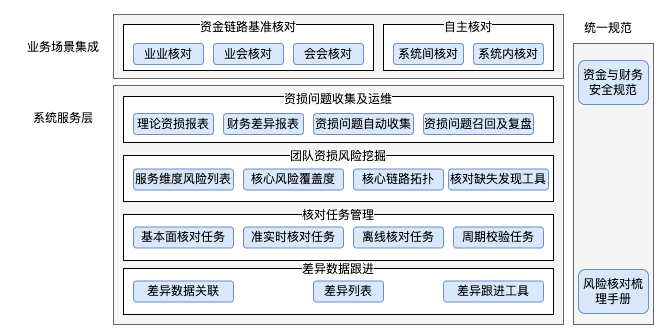 业务场景集成
资金链路基准核对
业业核对
业会核对
会会核对
自主核对
系统间核对
系统内核对
统一规范
资金与财务
安全规范
风险核对梳
理手册
系统服务层
资损问题收集及运维
理论资损报表
财务差异报表
资损问题自动收集
资损问题召回及复盘
团队资损风险挖掘
服务维度风险列表
核心风险覆盖度
核心链路拓扑
核对缺失发现工具
核对任务管理
基本面核对任务
准实时核对任务
离线核对任务
周期校验任务
差异数据跟进
差异数据关联
差异列表
差异跟进工具